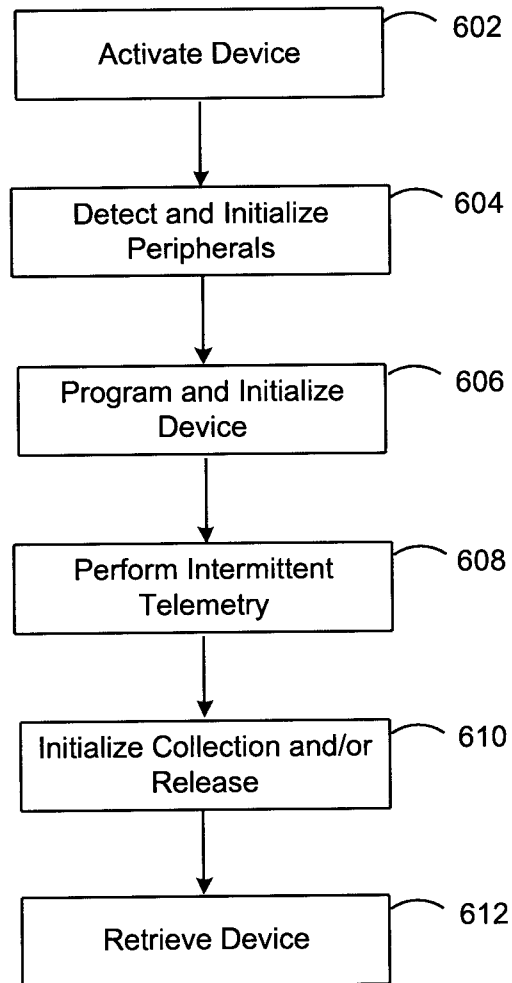 Activate Device
602
Detect and Initialize
Peripherals
604
Program and Initialize
Device
606
Perform Intermittent
Telemetry
608
Initialize Collection and/or
Release
610
Retrieve Device
612